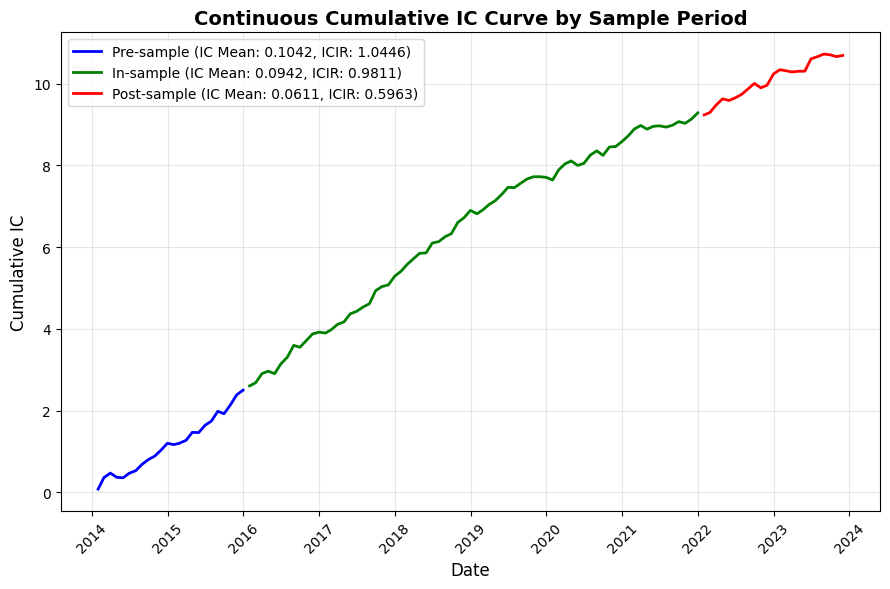 Continuous Cumulative IC Curve by Sample Period
Pre-sample (IC Mean: 0.1042, ICIR: 1.0446)
In-sample (IC Mean: 0.0942, ICIR: 0.9811)
Post-sample (IC Mean: 0.0611, ICIR: 0.5963)
Cumulative IC
10
8
6
4
2
0
2014
2015
2016
2017
2018
2019
2020
2021
2022
2023
2024
Date